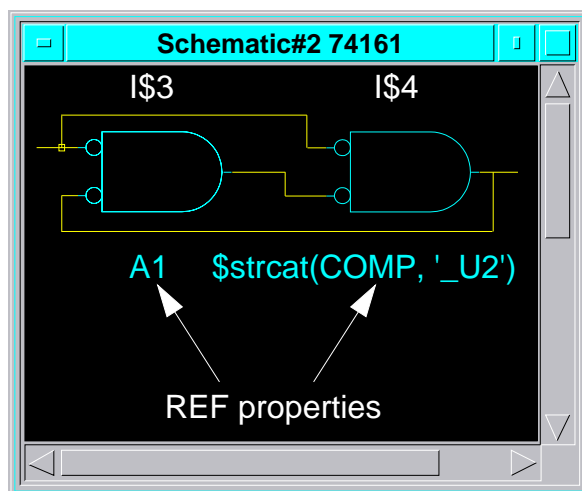 Schematic#2 74161
I$3 I$4
A1 $strcat(COMP, '_U2')
REF properties